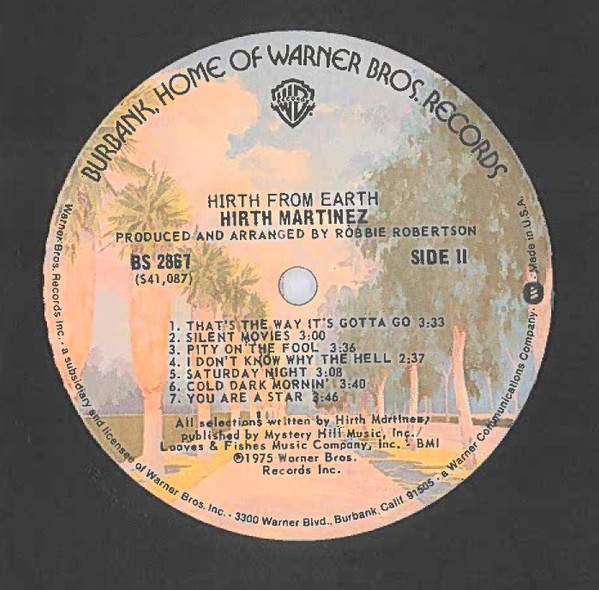 BURBANK, HOME OF WARNER BROS. RECORDS
HIRTH FROM EARTH
HIRTH MARTINEZ
PRODUCED AND ARRANGED BY ROBBIE ROBERTSON
BS 2867
(S41,087)
SIDE II
1. THAT'S THE WAY IT'S GOTTA GO 3:33
2. SILENT MOVIES 3:00
3. PITY ON THE FOOL 3:36
4. I DON'T KNOW WHY THE HELL 2:37
5. SATURDAY NIGHT 3:08
6. COLD DARK MORNIN' 3:40
7. YOU ARE A STAR 3:46
All selections written by Hirth Martinez,
published by Mystery Hill Music, Inc./
Loaves & Fishes Music Company, Inc. - BMI
℗1975 Warner Bros.
Records Inc.
Warner Bros. Records Inc. · a subsidiary and licensee of Warner Bros. Inc. · 3300 Warner Blvd., Burbank, Calif. 91505 · a Warner Communications Company. · Made in U.S.A.